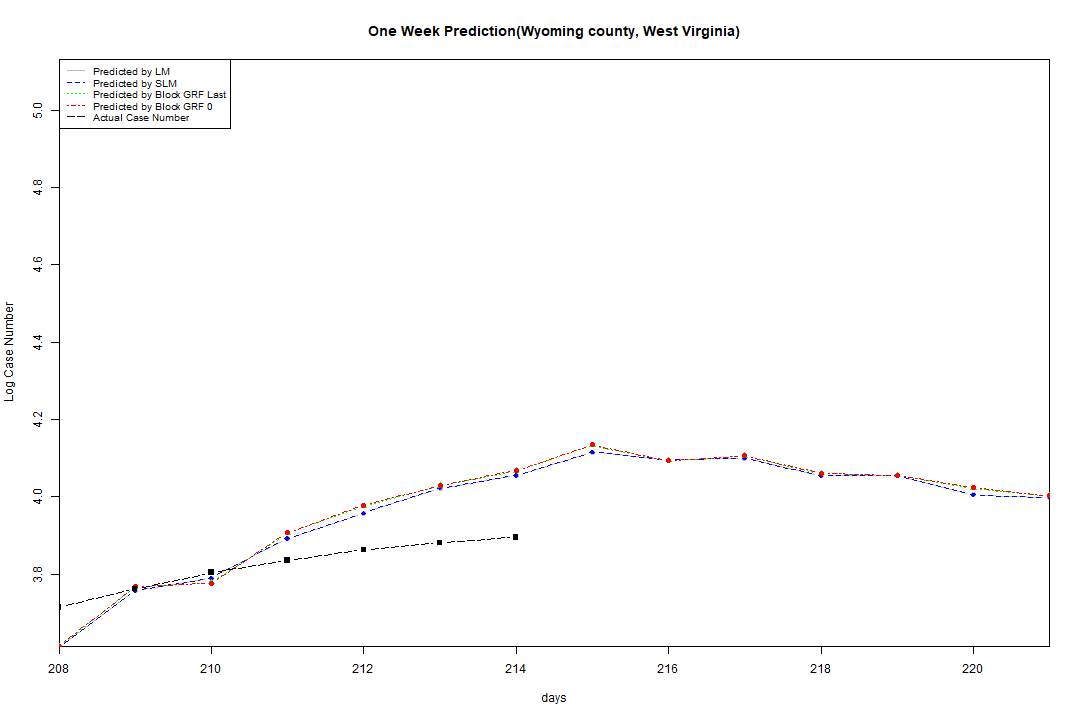 One Week Prediction(Wyoming county, West Virginia)
Predicted by LM
Predicted by SLM
Predicted by Block GRF Last
Predicted by Block GRF 0
Actual Case Number
5.0
4.8
4.6
4.4
4.2
4.0
3.8
Log Case Number
208 210 212 214 216 218 220
days